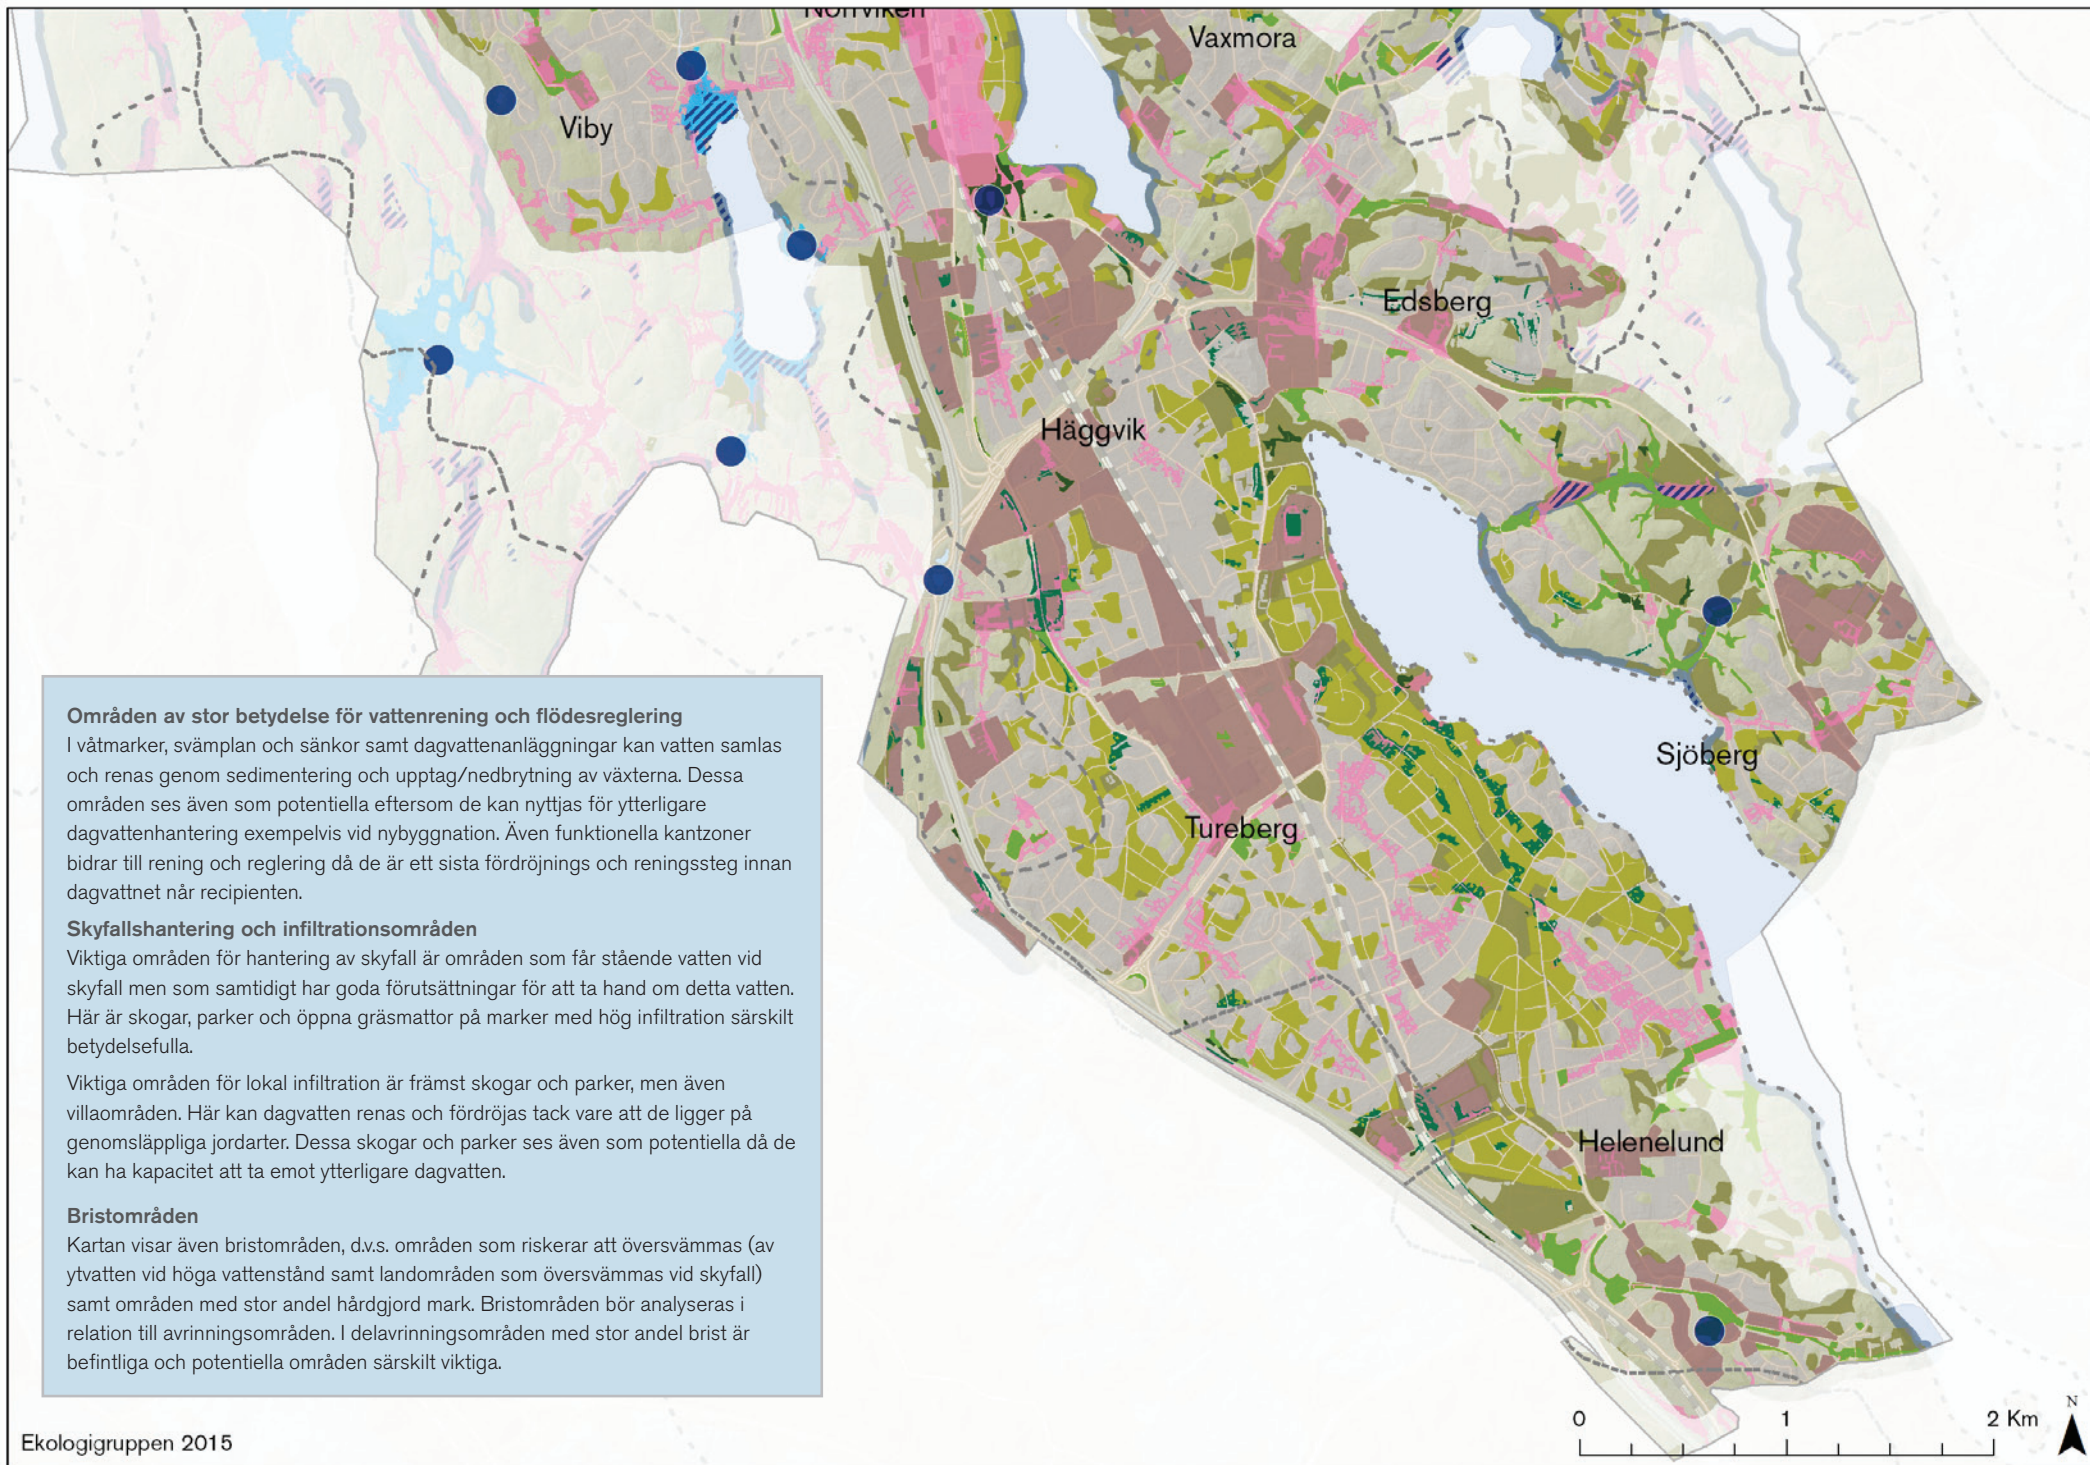 Norrviken
Vaxmora
Viby
Edsberg
Häggvik
Sjöberg
Tureberg
Helenelund
Områden av stor betydelse för vattenrening och flödesreglering
I våtmarker, svämplan och sänkor samt dagvattenanläggningar kan vatten samlas
och renas genom sedimentering och upptag/nedbrytning av växterna. Dessa
områden ses även som potentiella eftersom de kan nyttjas för ytterligare
dagvattenhantering exempelvis vid nybyggnation. Även funktionella kantzoner
bidrar till rening och reglering då de är ett sista fördröjnings och reningssteg innan
dagvattnet når recipienten.
Skyfallshantering och infiltrationsområden
Viktiga områden för hantering av skyfall är områden som får stående vatten vid
skyfall men som samtidigt har goda förutsättningar för att ta hand om detta vatten.
Här är skogar, parker och öppna gräsmattor på marker med hög infiltration särskilt
betydelsefulla.
Viktiga områden för lokal infiltration är främst skogar och parker, men även
villaområden. Här kan dagvatten renas och fördröjas tack vare att de ligger på
genomsläppliga jordarter. Dessa skogar och parker ses även som potentiella då de
kan ha kapacitet att ta emot ytterligare dagvatten.
Bristområden
Kartan visar även bristområden, d.v.s. områden som riskerar att översvämmas (av
ytvatten vid höga vattenstånd samt landområden som översvämmas vid skyfall)
samt områden med stor andel hårdgjord mark. Bristområden bör analyseras i
relation till avrinningsområden. I delavrinningsområden med stor andel brist är
befintliga och potentiella områden särskilt viktiga.
Ekologigruppen 2015
0 1 2 Km
N